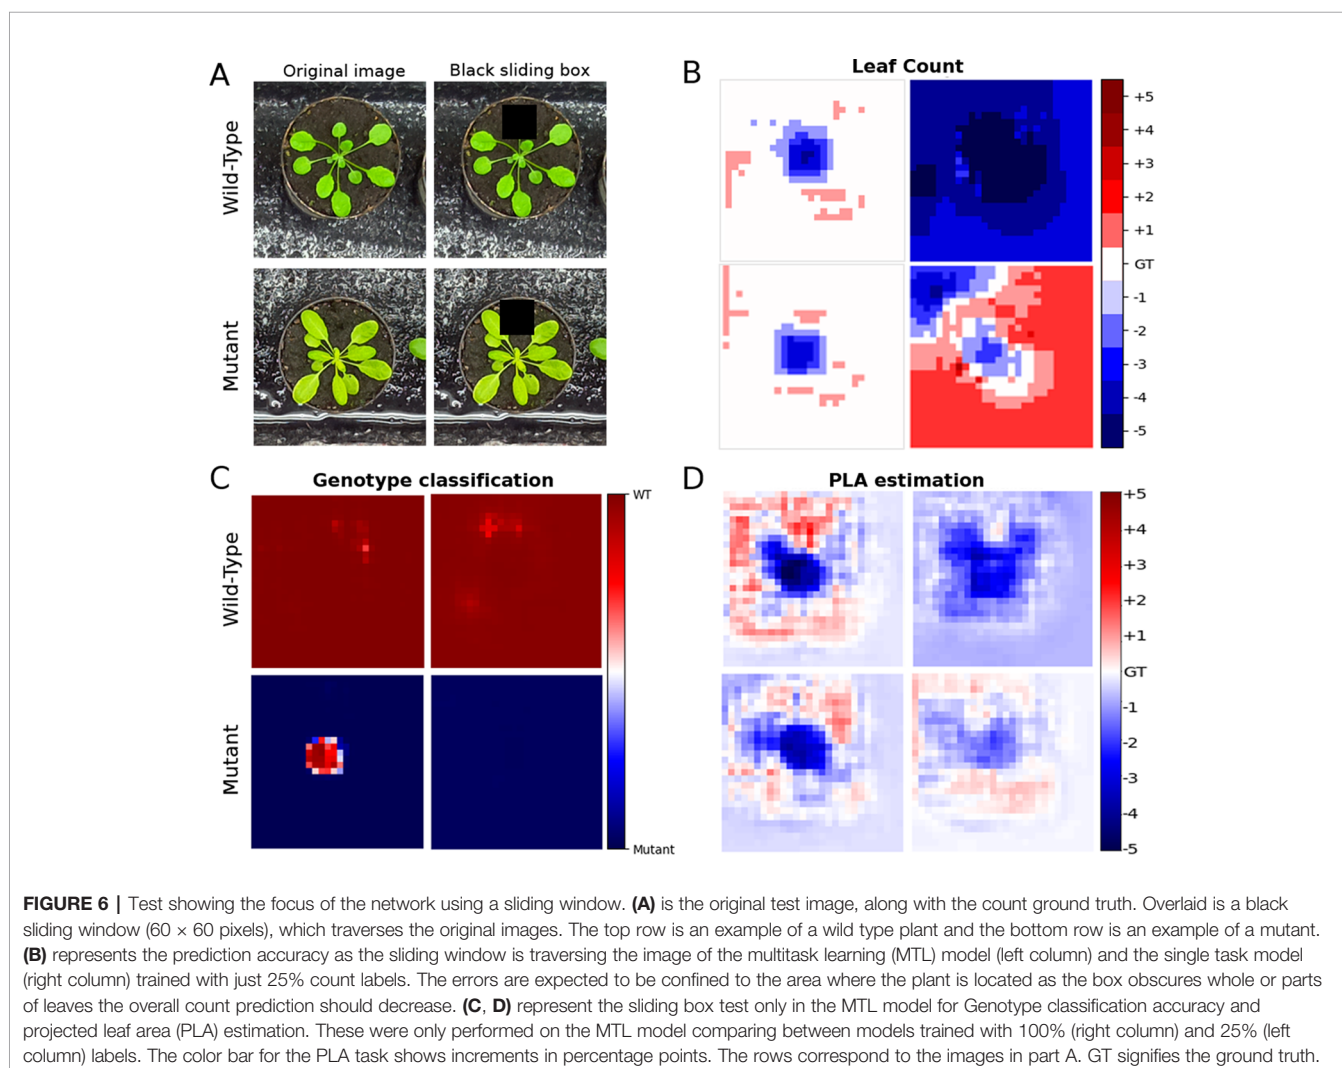 A
Original image
Black sliding box
Wild-Type
Mutant
B
Leaf Count
+5
+4
+3
+2
+1
GT
-1
-2
-3
-4
-5
C
Genotype classification
Wild-Type
Mutant
WT
Mutant
D
PLA estimation
+5
+4
+3
+2
+1
GT
-1
-2
-3
-4
-5
FIGURE 6 | Test showing the focus of the network using a sliding window. (A) is the original test image, along with the count ground truth. Overlaid is a black
sliding window (60 × 60 pixels), which traverses the original images. The top row is an example of a wild type plant and the bottom row is an example of a mutant.
(B) represents the prediction accuracy as the sliding window is traversing the image of the multitask learning (MTL) model (left column) and the single task model
(right column) trained with just 25% count labels. The errors are expected to be confined to the area where the plant is located as the box obscures whole or parts
of leaves the overall count prediction should decrease. (C, D) represent the sliding box test only in the MTL model for Genotype classification accuracy and
projected leaf area (PLA) estimation. These were only performed on the MTL model comparing between models trained with 100% (right column) and 25% (left
column) labels. The color bar for the PLA task shows increments in percentage points. The rows correspond to the images in part A. GT signifies the ground truth.